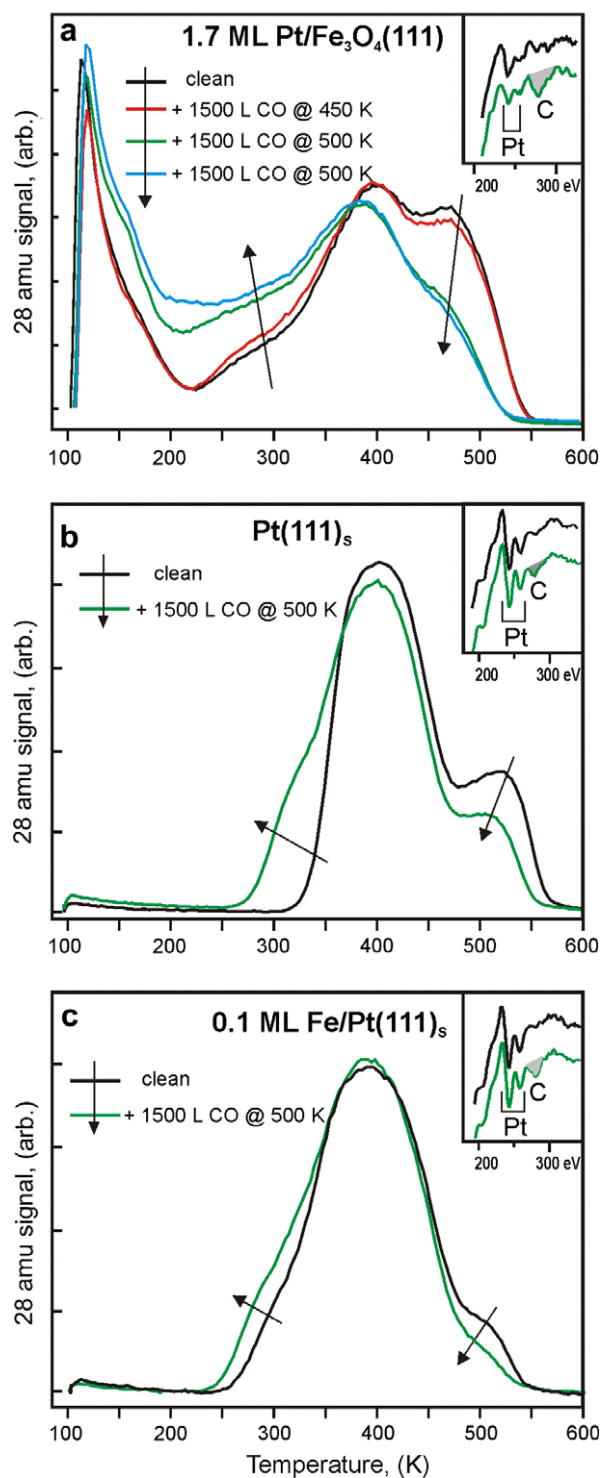 a
1.7 ML Pt/Fe₃O₄(111)
clean
+ 1500 L CO @ 450 K
+ 1500 L CO @ 500 K
+ 1500 L CO @ 500 K
Pt
C
200 300 eV
28 amu signal, (arb.)
100 200 300 400 500 600
b
Pt(111)ₛ
clean
+ 1500 L CO @ 500 K
Pt
C
200 300 eV
28 amu signal, (arb.)
100 200 300 400 500 600
c
0.1 ML Fe/Pt(111)ₛ
clean
+ 1500 L CO @ 500 K
Pt
C
200 300 eV
28 amu signal, (arb.)
100 200 300 400 500 600
Temperature, (K)